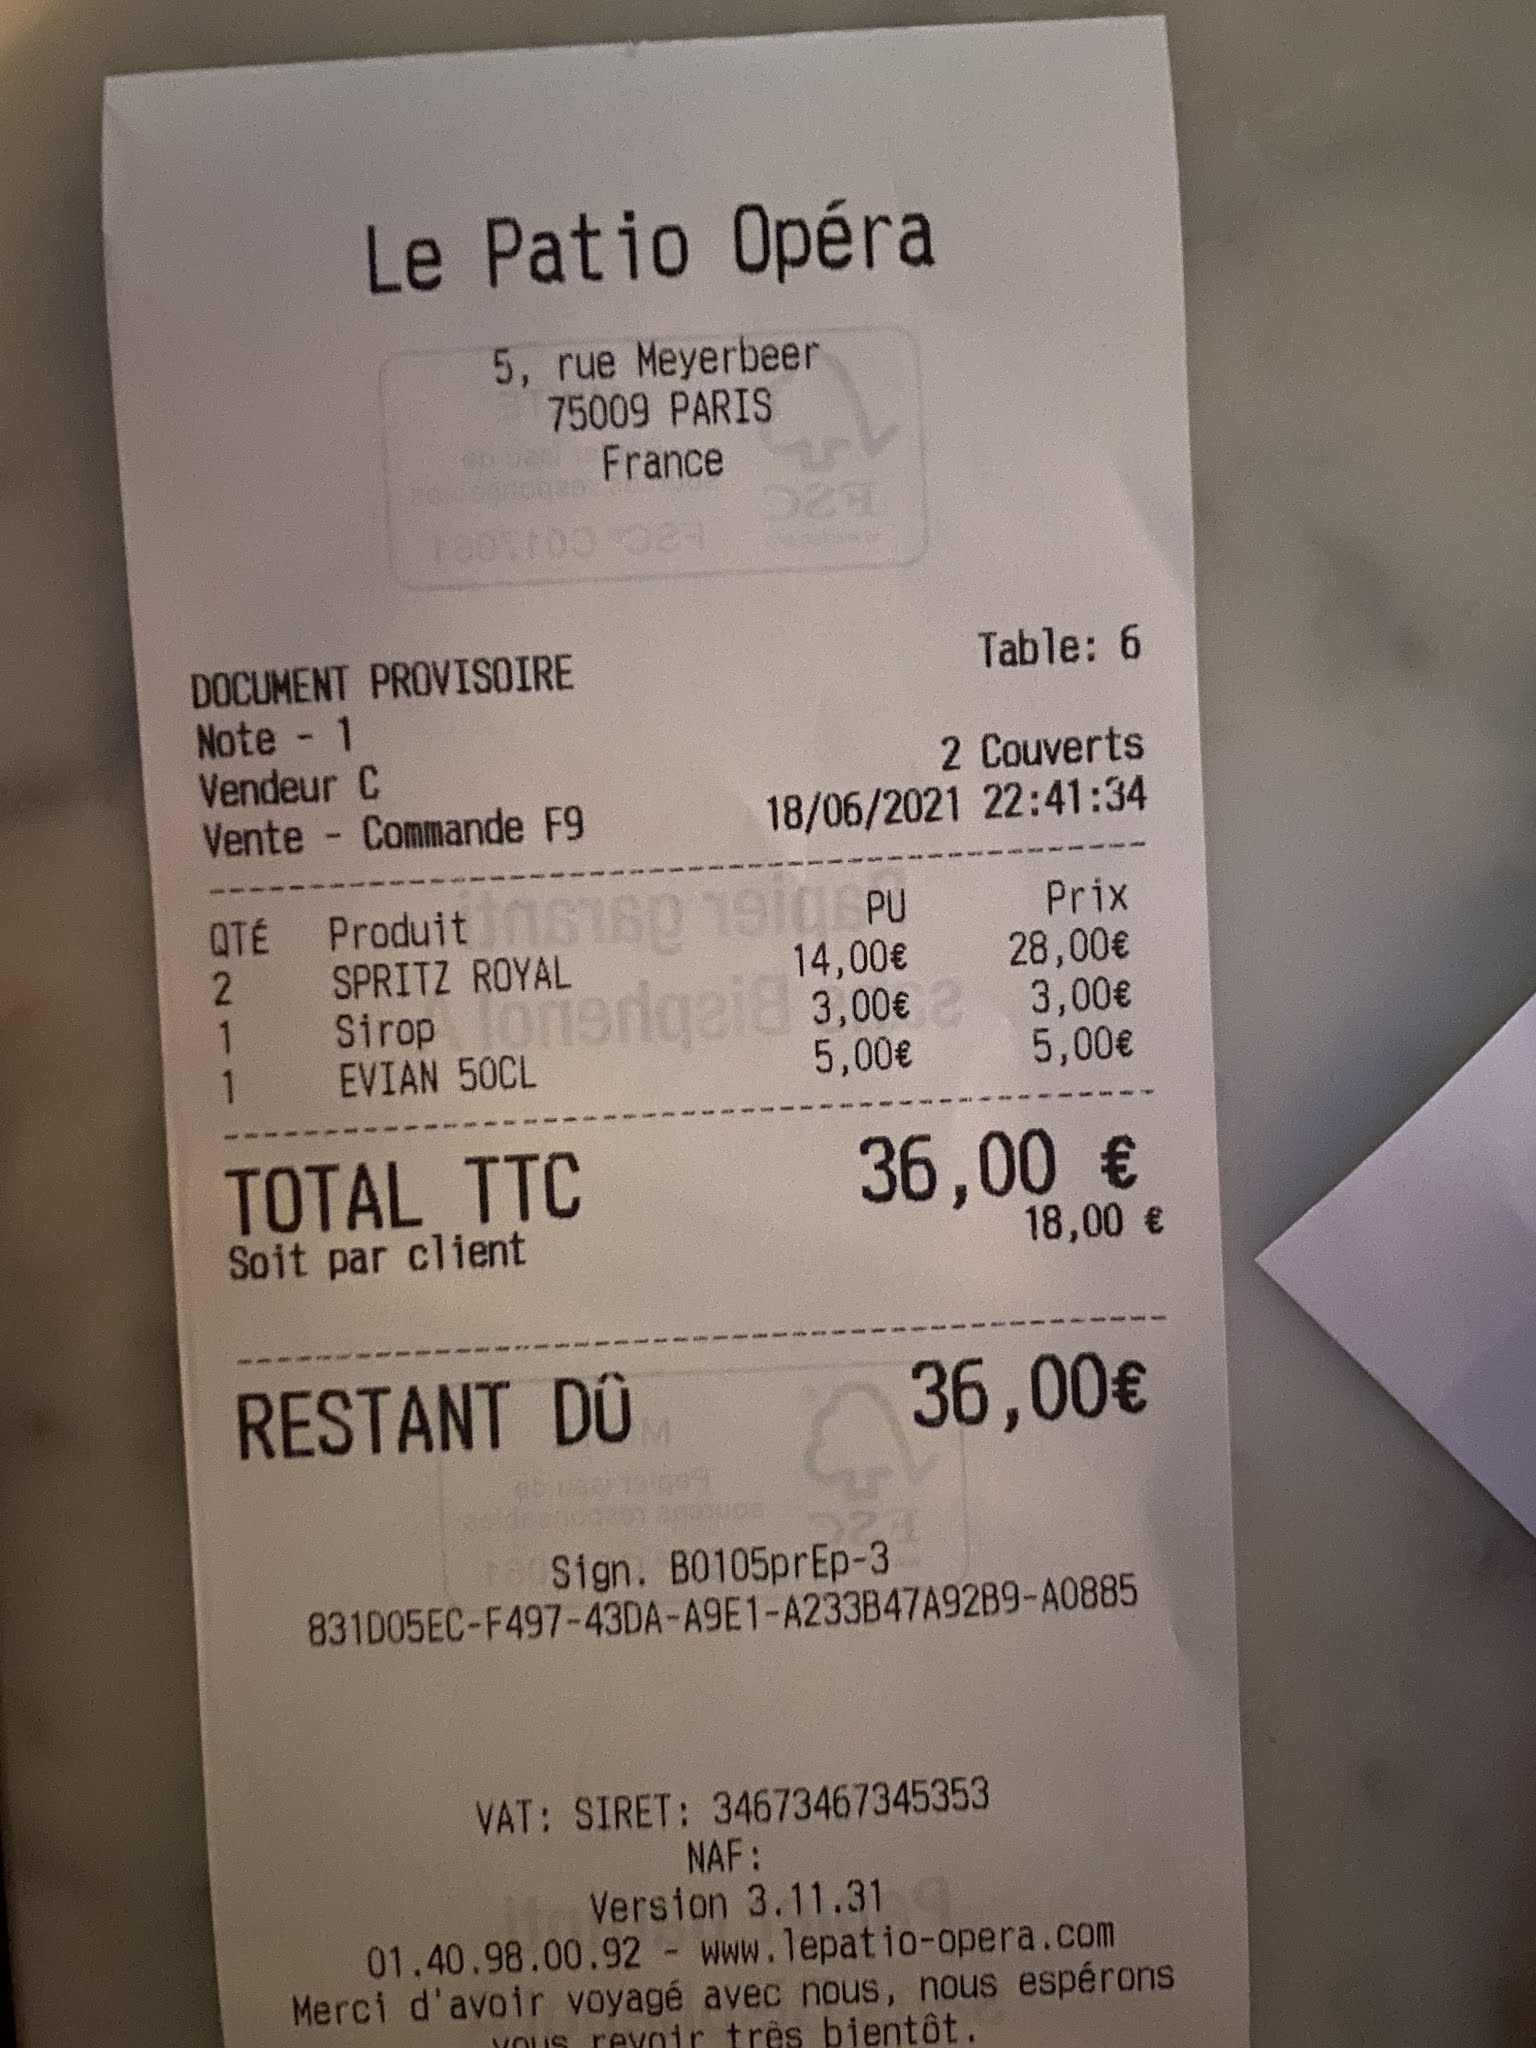 Le Patio Opéra
5, rue Meyerbeer
75009 PARIS
France
Table: 6
DOCUMENT PROVISOIRE
Note - 1
2 Couverts
Vendeur C
Vente - Commande F9 18/06/2021 22:41:34
QTÉ Produit PU Prix
2 SPRITZ ROYAL 14,00€ 28,00€
1 Sirop 3,00€ 3,00€
1 EVIAN 50CL 5,00€ 5,00€
TOTAL TTC 36,00 €
Soit par client 18,00 €
RESTANT DÛ 36,00€
Sign. B0105prEp-3
831D05EC-F497-43DA-A9E1-A233B47A92B9-A0885
VAT: SIRET: 34673467345353
NAF:
Version 3.11.31
01.40.98.00.92 - www.lepatio-opera.com
Merci d'avoir voyagé avec nous, nous espérons
vous revoir très bientôt.